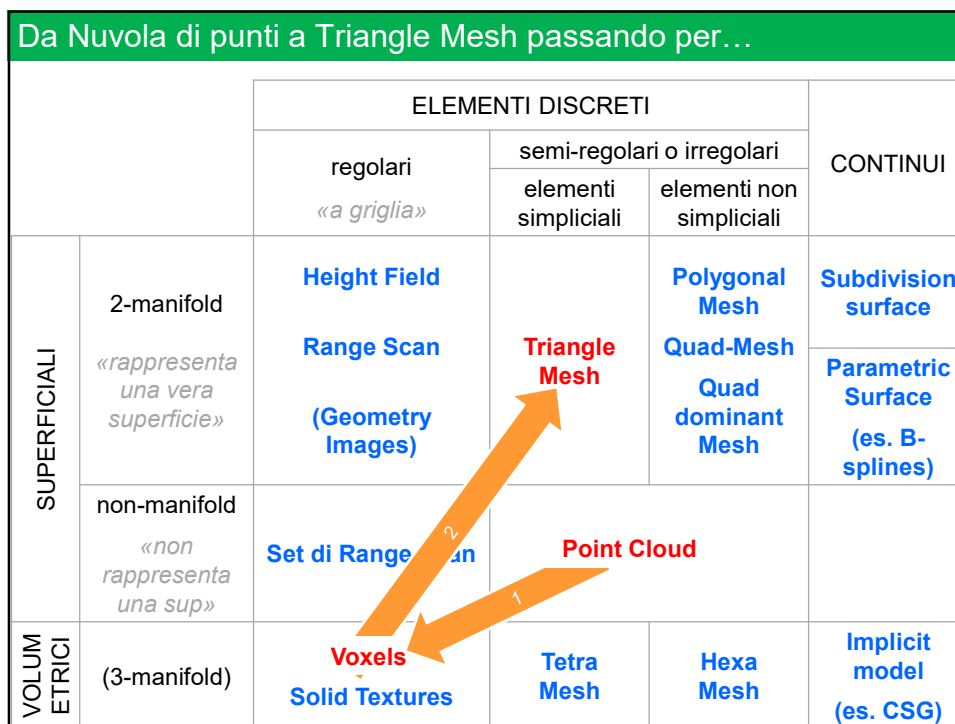 Da Nuvola di punti a Triangle Mesh passando per…
ELEMENTI DISCRETI
CONTINUI
regolari
«a griglia»
semi-regolari o irregolari
elementi
simpliciali
elementi non
simpliciali
SUPERFICIALI
2-manifold
«rappresenta
una vera
superficie»
Height Field
Range Scan
(Geometry
Images)
Triangle
Mesh
Polygonal
Mesh
Quad-Mesh
Quad
dominant
Mesh
Subdivision
surface
Parametric
Surface
(es. B-
splines)
non-manifold
«non
rappresenta
una sup»
Set di Range
2
Point Cloud
1
VOLUM
ETRICI
(3-manifold)
Voxels
Solid Textures
Tetra
Mesh
Hexa
Mesh
Implicit
model
(es. CSG)